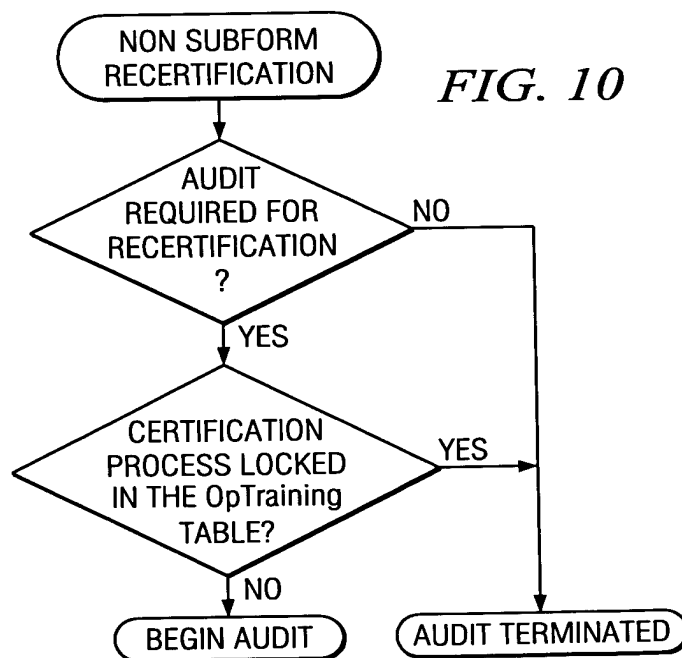 NON SUBFORM
RECERTIFICATION
FIG. 10
AUDIT
REQUIRED FOR
RECERTIFICATION
?
NO
YES
CERTIFICATION
PROCESS LOCKED
IN THE OpTraining
TABLE?
YES
NO
BEGIN AUDIT
AUDIT TERMINATED